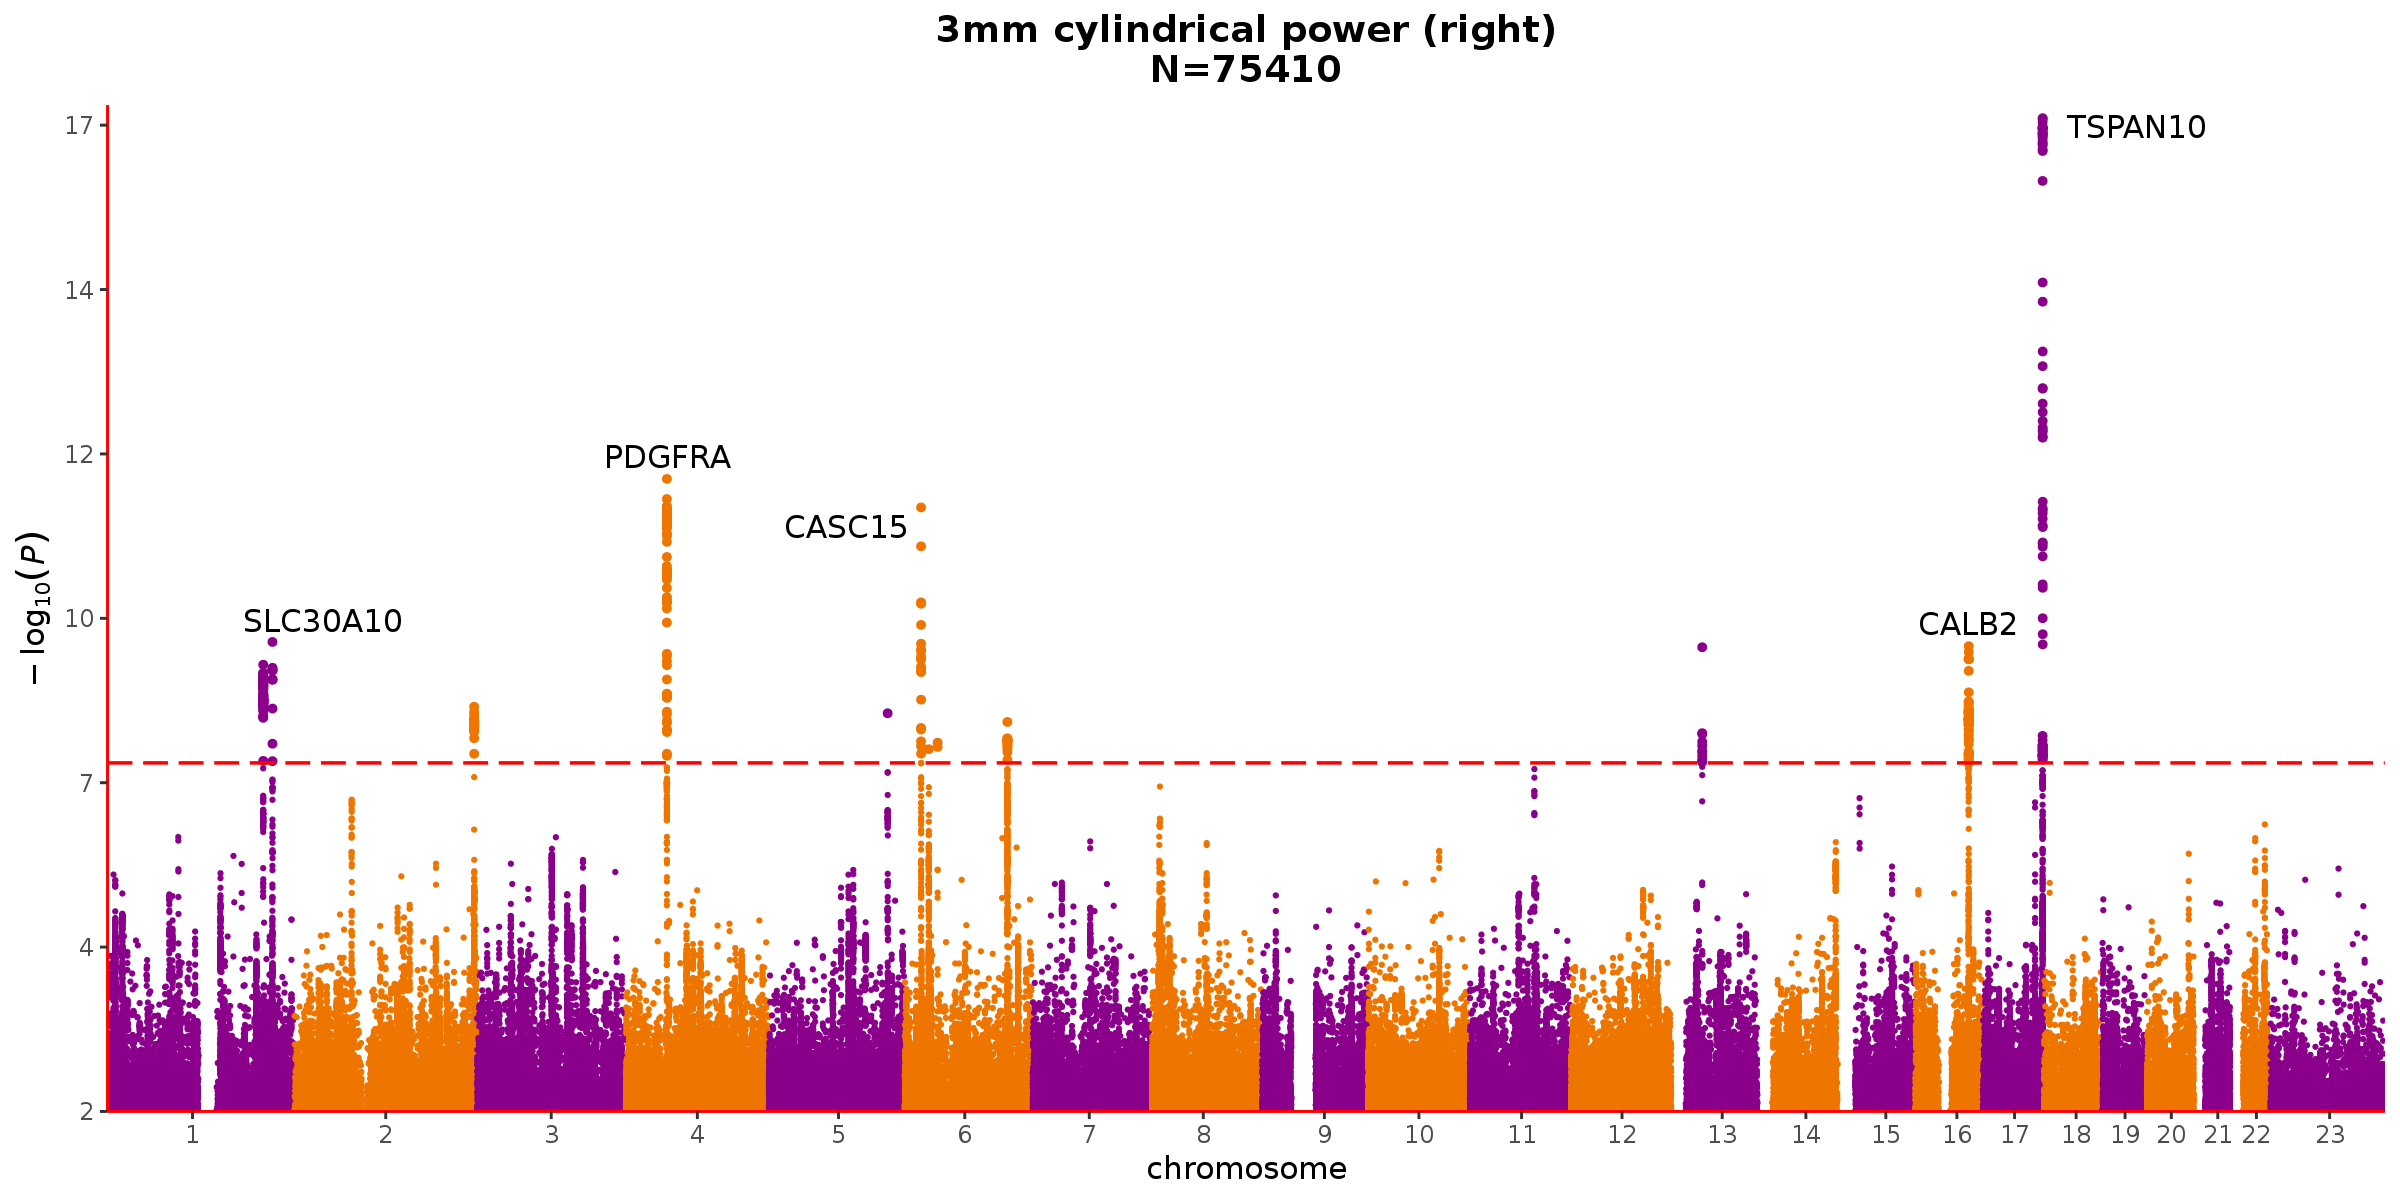 3mm cylindrical power (right)
N=75410
17
TSPAN10
14
12
PDGFRA
CASC15
10
SLC30A10
CALB2
−log10(P)
7
4
2
1 2 3 4 5 6 7 8 9 10 11 12 13 14 15 16 17 18 19 20 21 22 23
chromosome